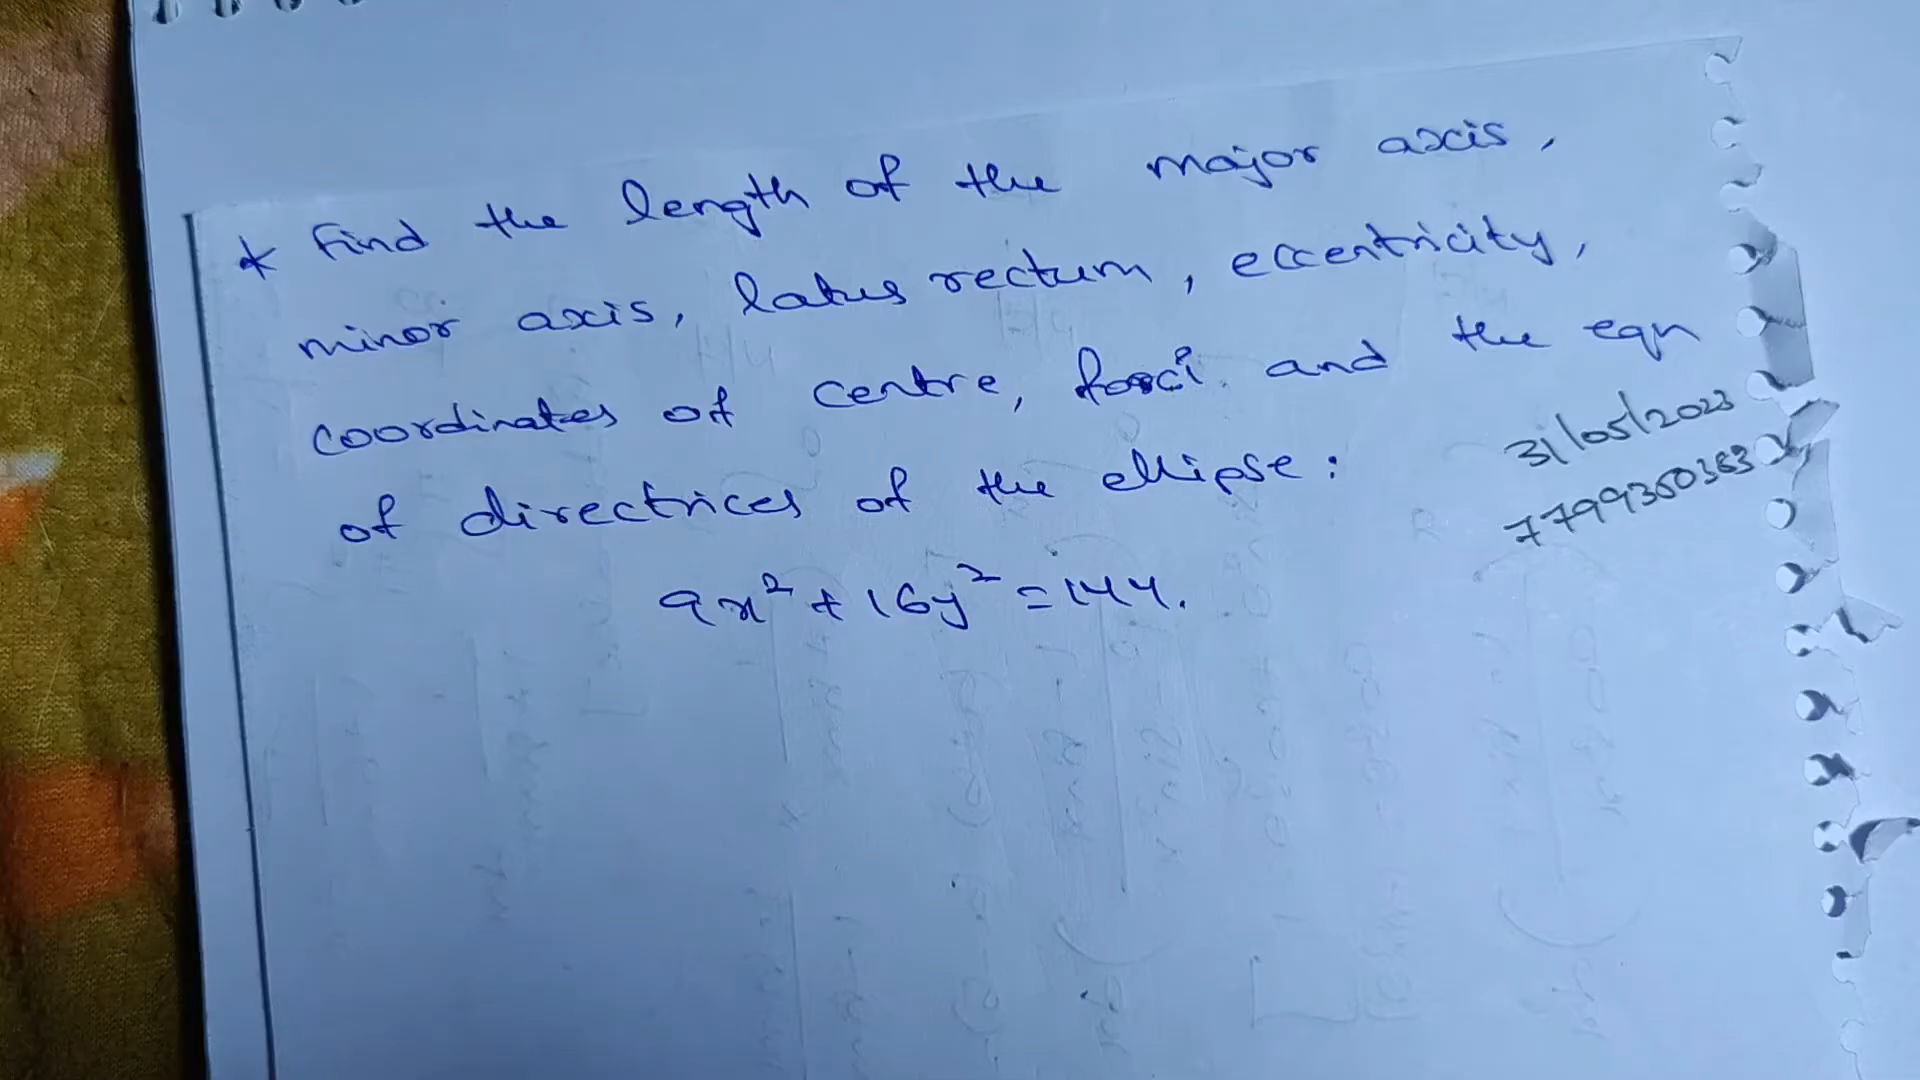 * Find the length of the major axis,
minor axis, latus rectum, eccentricity,
coordinates of centre, foci and the eqn
of directrices of the ellipse:
9x² + 16y² = 144.
31/05/2023
7799350363